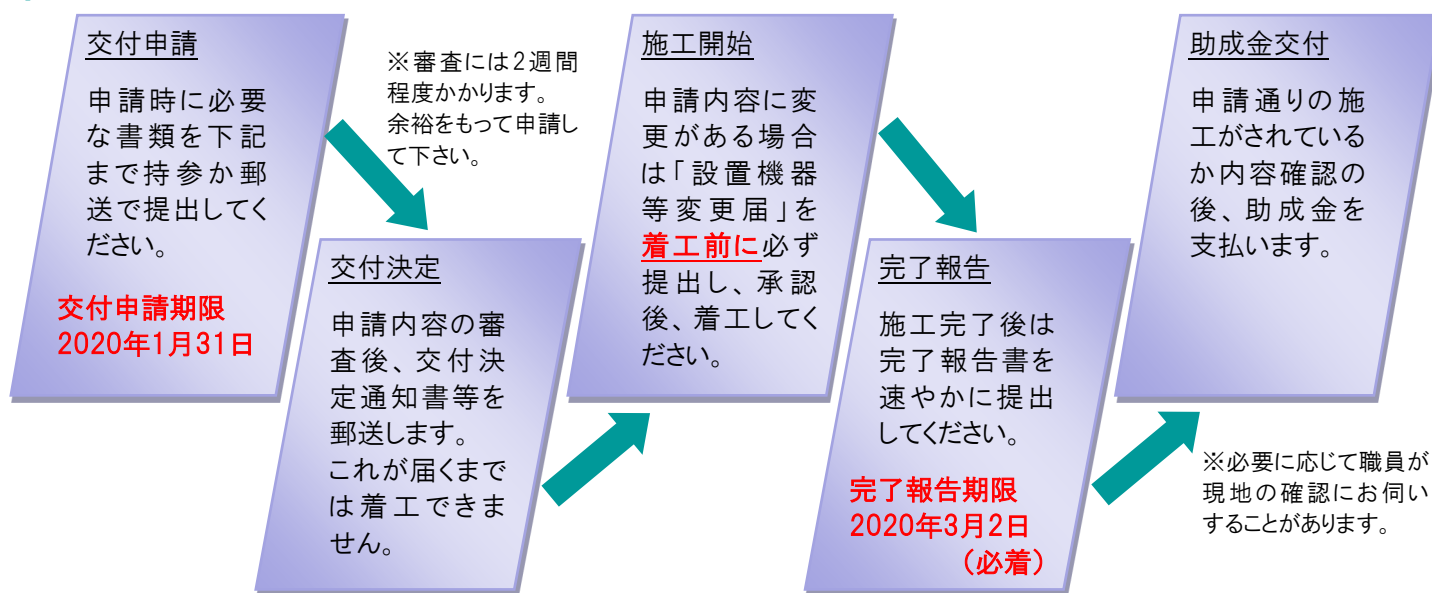 交付申請
申請時に必要
な書類を下記
まで持参か郵
送で提出してく
ださい。
交付申請期限
2020年1月31日
※審査には2週間
程度かかります。
余裕をもって申請し
て下さい。
交付決定
申請内容の審
査後、交付決
定通知書等を
郵送します。
これが届くまで
は着工できま
せん。
施工開始
申請内容に変
更がある場合
は「設置機器
等変更届」を
着工前に必ず
提出し、承認
後、着工してく
ださい。
完了報告
施工完了後は
完了報告書を
速やかに提出
してください。
完了報告期限
2020年3月2日
（必着）
助成金交付
申請通りの施
工がされている
か内容確認の
後、助成金を
支払います。
※必要に応じて職員が
現地の確認にお伺い
することがあります。